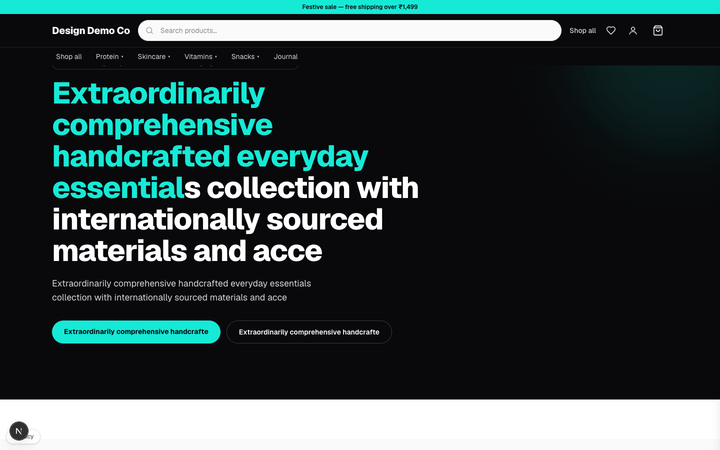 Festive sale — free shipping over ₹1,499
Design Demo Co
Search products...
Shop all
Shop all
Protein
Skincare
Vitamins
Snacks
Journal
Extraordinarily
comprehensive
handcrafted everyday
essentials collection with
internationally sourced
materials and acce
Extraordinarily comprehensive handcrafted everyday essentials
collection with internationally sourced materials and acce
Extraordinarily comprehensive handcrafte
Extraordinarily comprehensive handcrafte
N